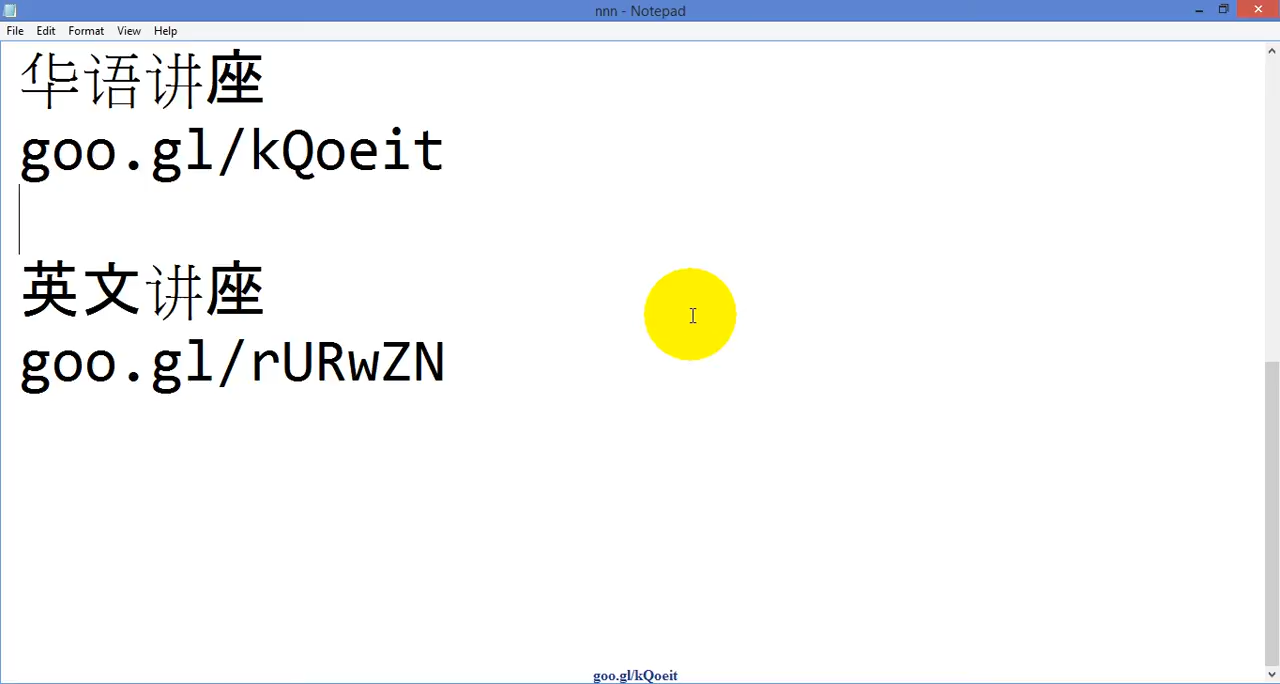 nnn - Notepad
File Edit Format View Help
华语讲座
goo.gl/kQoeit
英文讲座
goo.gl/rURwZN
goo.gl/kQoeit